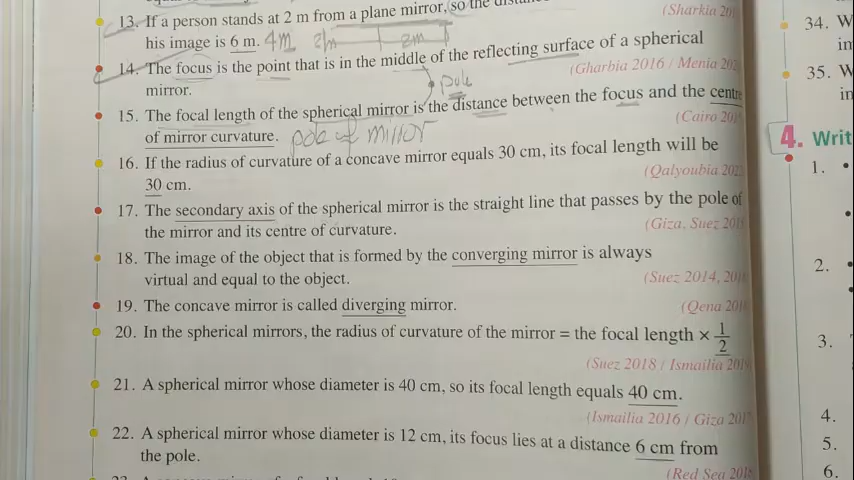 13. If a person stands at 2 m from a plane mirror, so the
his image is 6 m. 4m 2m 2m
(Sharkia 20
14. The focus is the point that is in the middle of the reflecting surface of a spherical
mirror.
pole
(Gharbia 2016 / Menia 202
15. The focal length of the spherical mirror is the distance between the focus and the centre
of mirror curvature. pole of mirror
(Cairo 20
16. If the radius of curvature of a concave mirror equals 30 cm, its focal length will be
30 cm.
(Qalyoubia 202
17. The secondary axis of the spherical mirror is the straight line that passes by the pole of
the mirror and its centre of curvature.
(Giza, Suez 201
18. The image of the object that is formed by the converging mirror is always
virtual and equal to the object.
(Suez 2014, 20
19. The concave mirror is called diverging mirror.
(Qena 20
20. In the spherical mirrors, the radius of curvature of the mirror = the focal length × 1/2
(Suez 2018 / Ismailia 201
21. A spherical mirror whose diameter is 40 cm, so its focal length equals 40 cm.
(Ismailia 2016 / Giza 201
22. A spherical mirror whose diameter is 12 cm, its focus lies at a distance 6 cm from
the pole.
(Red Sea 201
34. W
in
35. W
in
4. Writ
1. •
•
2. •
•
3.
4.
5.
6.